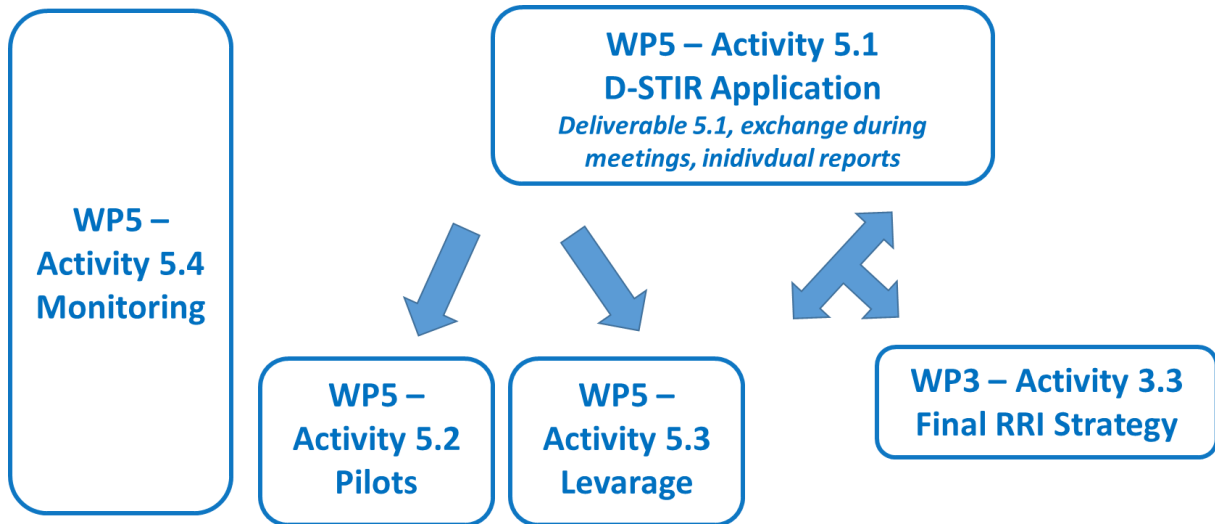 WP5 –
Activity 5.4
Monitoring
WP5 – Activity 5.1
D-STIR Application
Deliverable 5.1, exchange during
meetings, inidivdual reports
WP5 –
Activity 5.2
Pilots
WP5 –
Activity 5.3
Levarage
WP3 – Activity 3.3
Final RRI Strategy